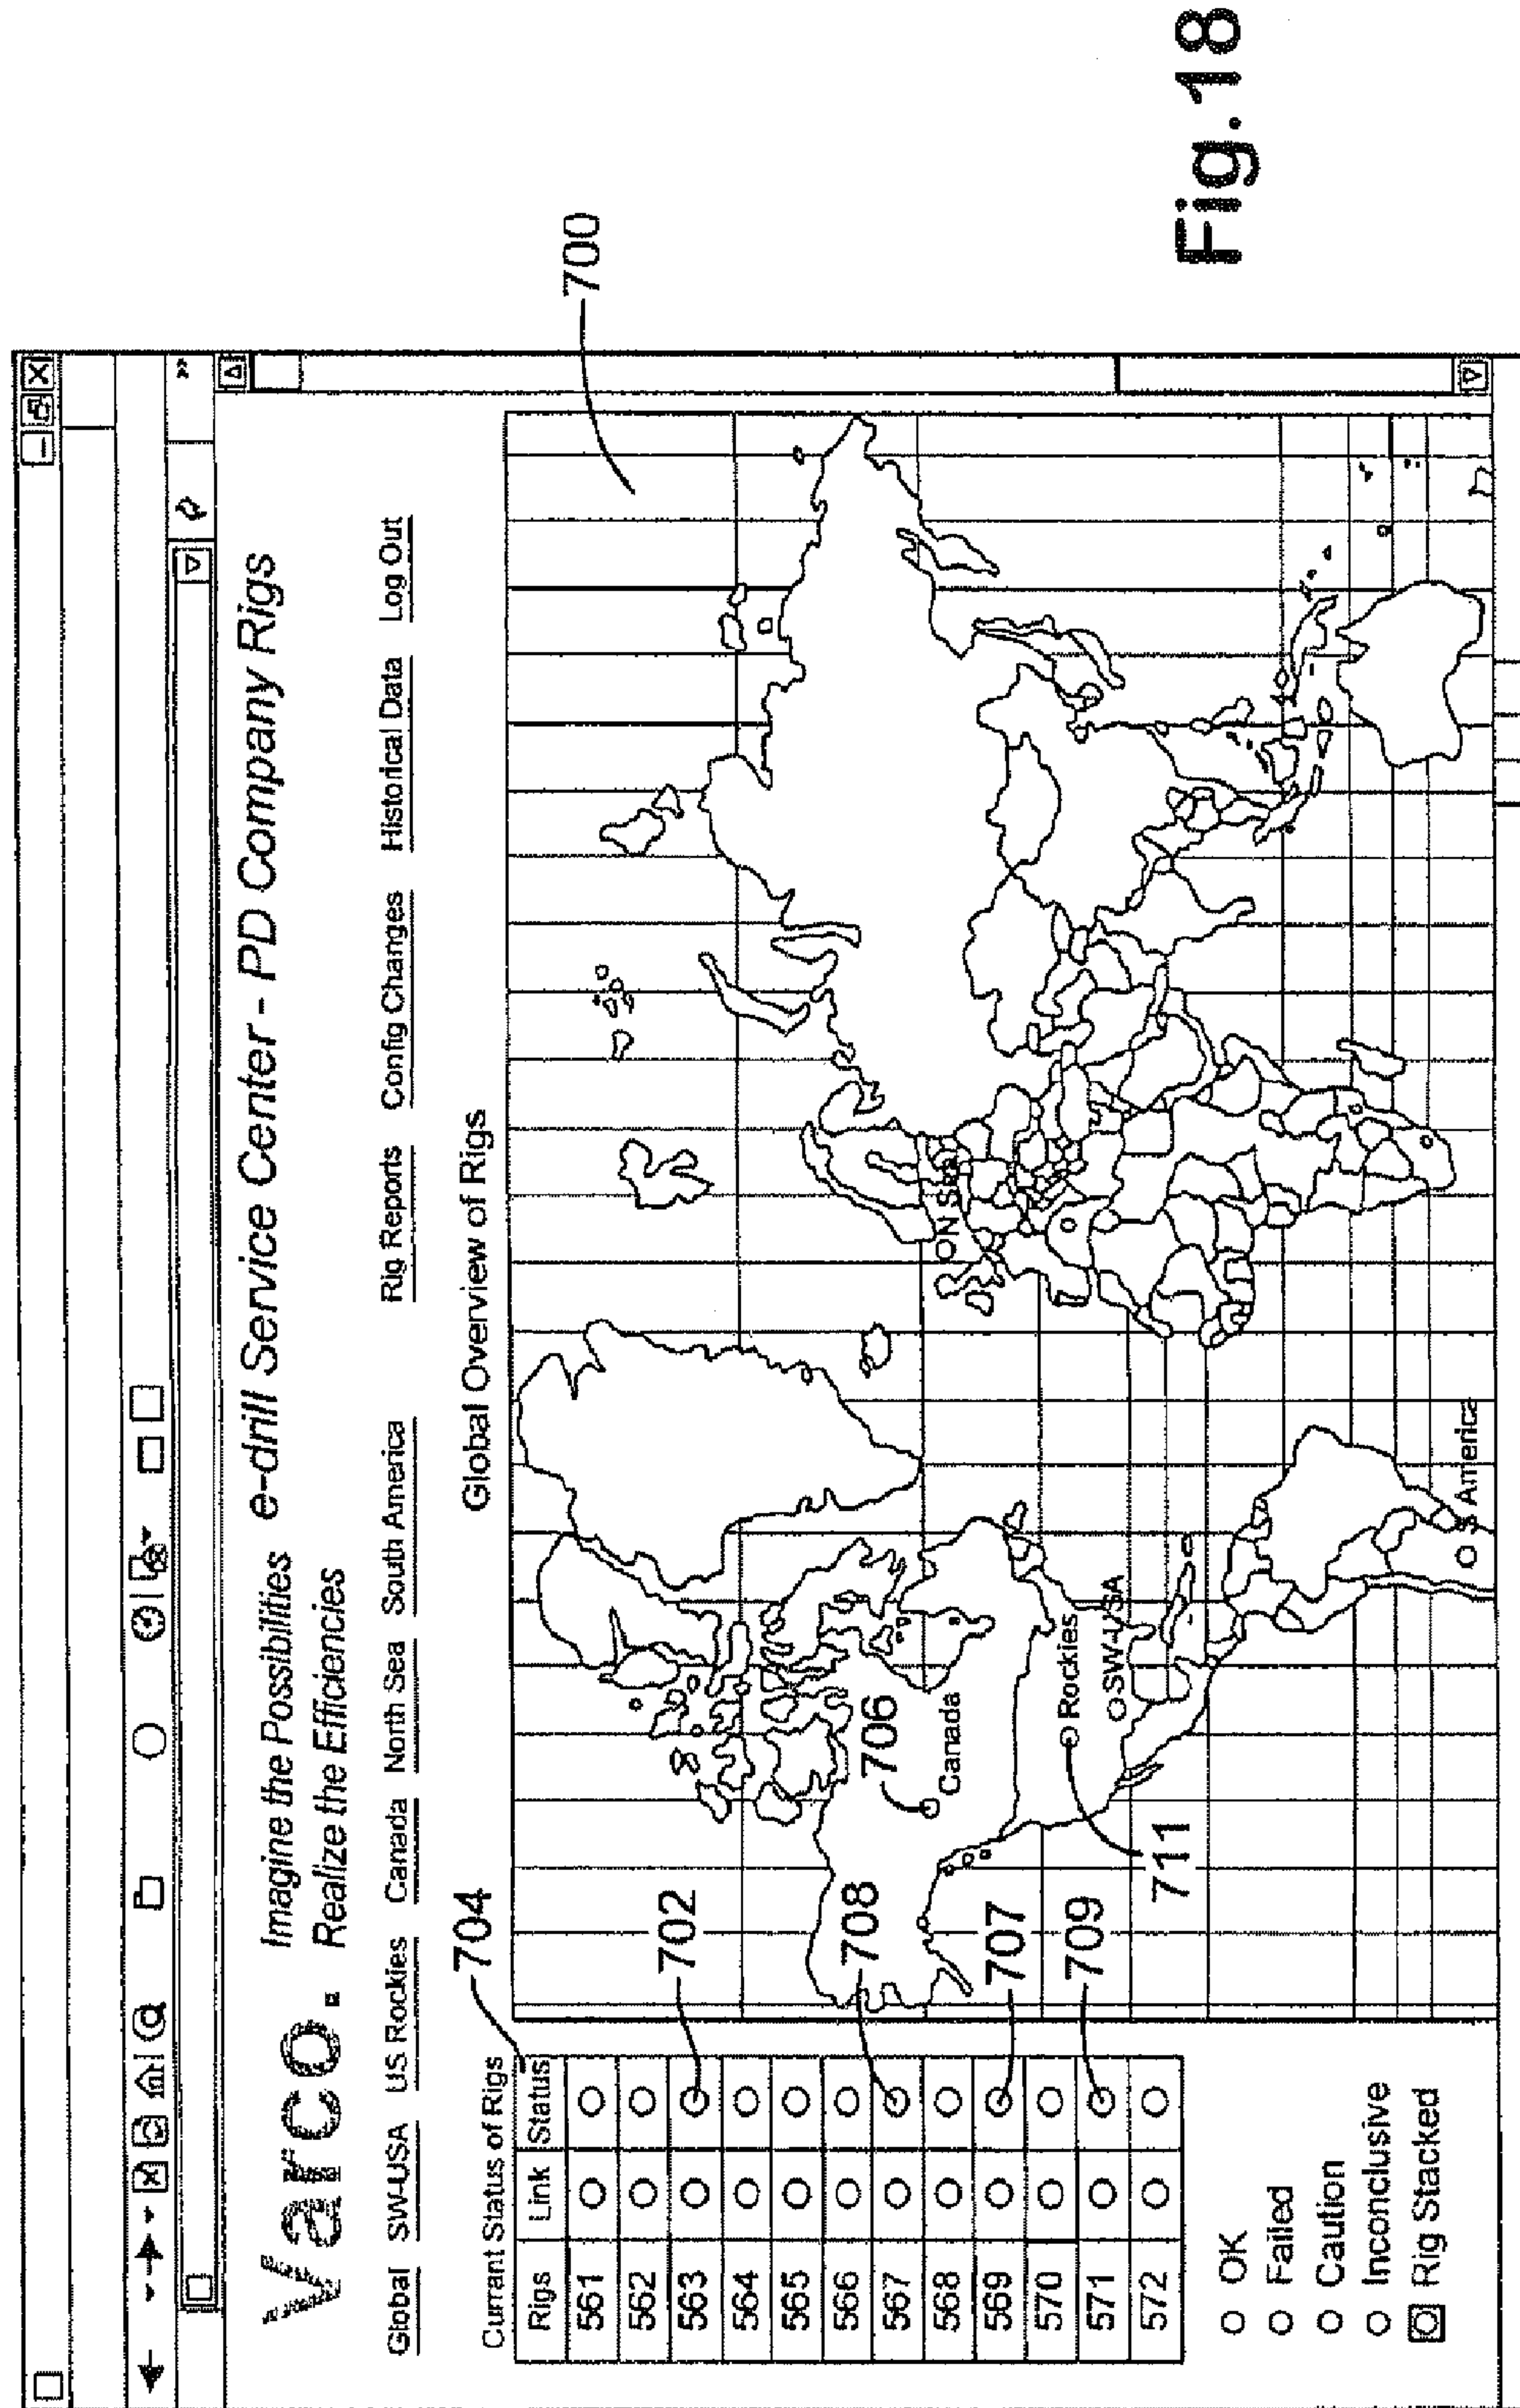 Varco.
Imagine the Possibilities
Realize the Efficiencies
e-drill Service Center - PD Company Rigs
Global SW-USA US Rockies Canada North Sea South America Rig Reports Config Changes Historical Data Log Out
Global Overview of Rigs
Currant Status of Rigs
704
Rigs Link Status
561
562
563
564
565
566
567
568
569
570
571
572
OK
Failed
Caution
Inconclusive
Rig Stacked
702
708
707
709
706
711
700
Canada
Rockies
SW-USA
N Sea
S America
Fig.18